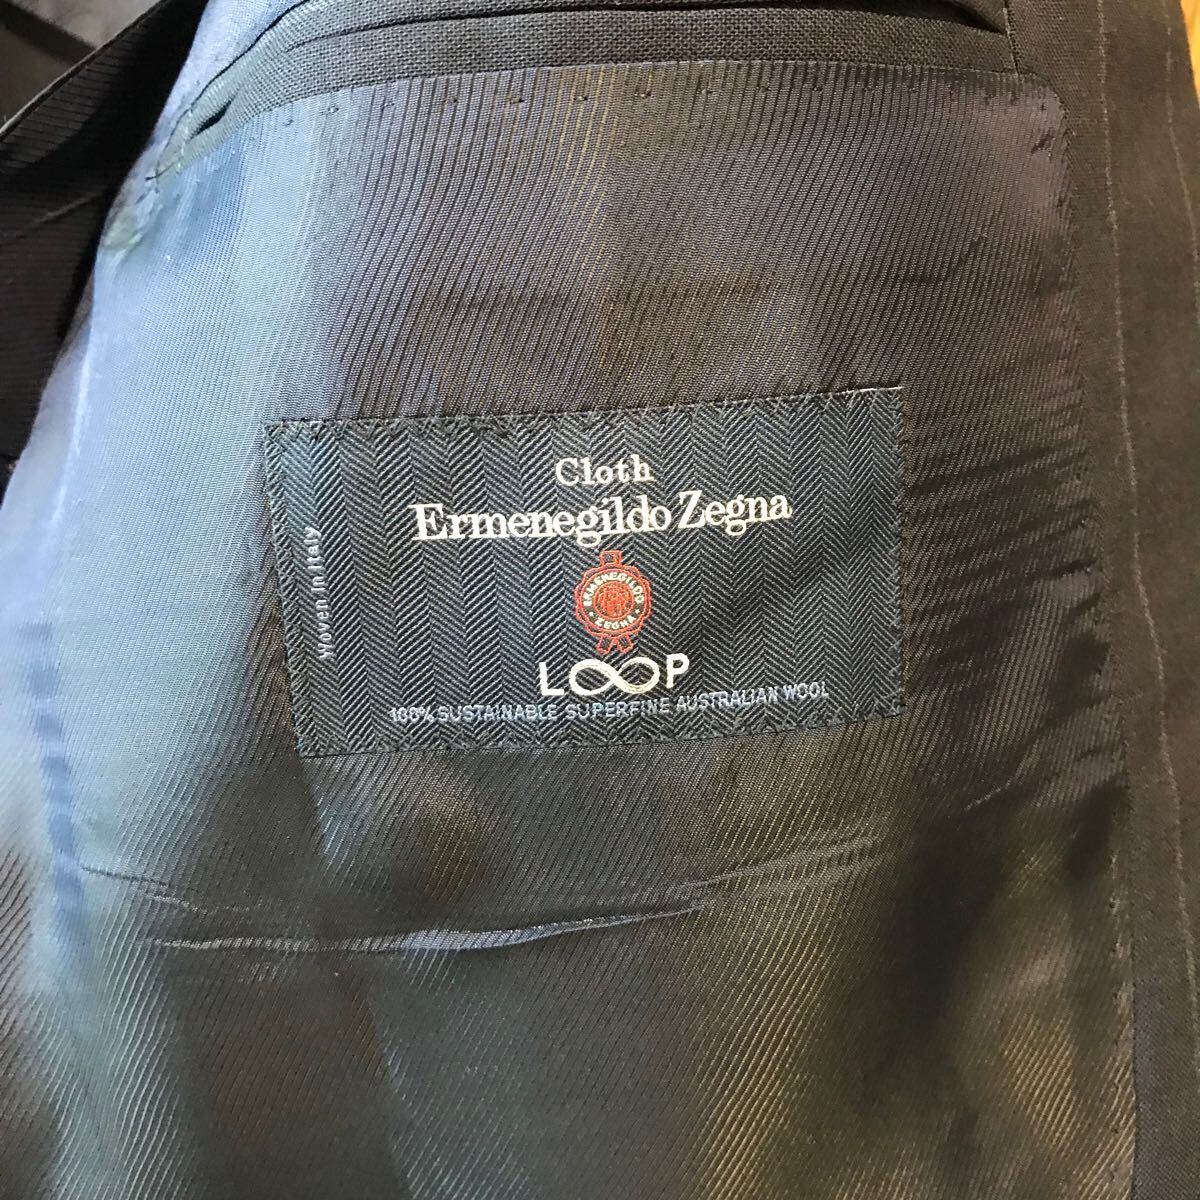 Cloth
Ermenegildo Zegna
ERMENEGILDO
ZEGNA
LOOP
100% SUSTAINABLE SUPERFINE AUSTRALIAN WOOL
Woven in Italy